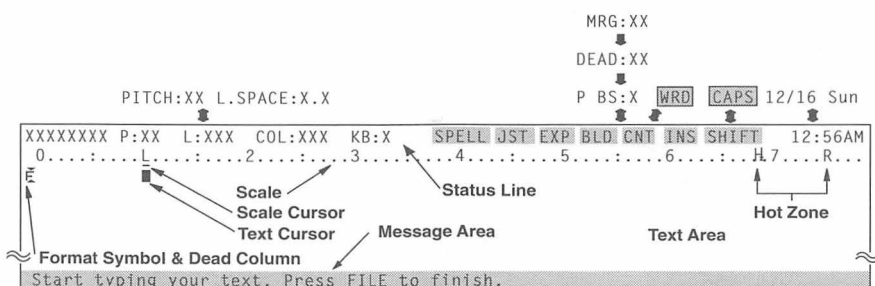 MRG:XX
DEAD:XX
PITCH:XX L.SPACE:X.X P BS:X WRD CAPS 12/16 Sun
XXXXXXXX P:XX L:XXX COL:XXX KB:X SPELL JST EXP BLD CNT INS SHIFT 12:56AM
0....:....L.........2....:....3.........4....:....5....:....6....:...H.7....R...
E
Scale
Status Line
Scale Cursor
Hot Zone
Text Cursor
Message Area
Text Area
Format Symbol & Dead Column
Start typing your text. Press FILE to finish.